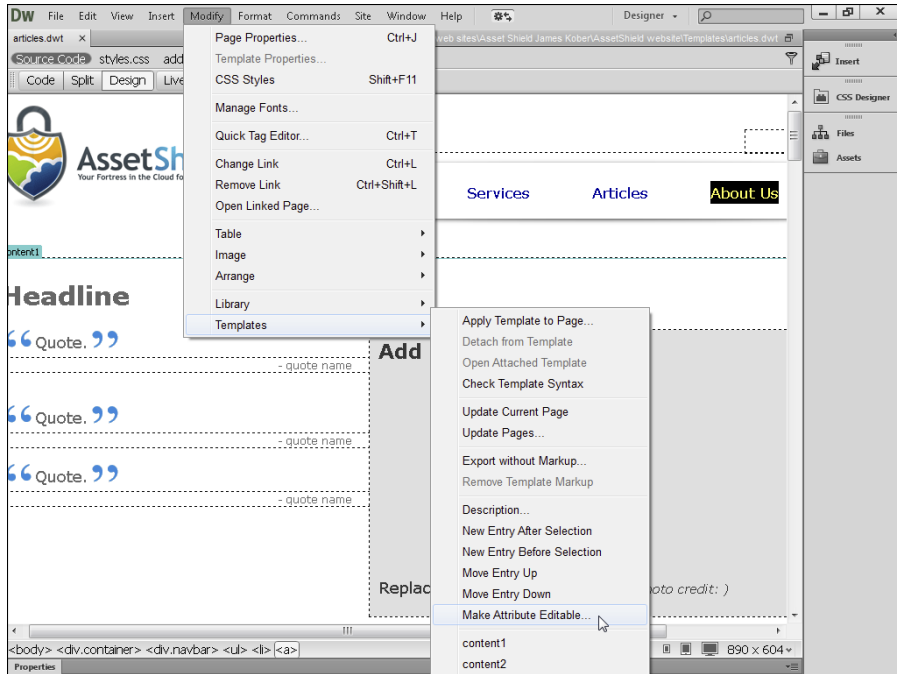 DW File Edit View Insert Modify Format Commands Site Window Help Designer
articles.dwt × web sites\Asset Shield James Kober\AssetShield website\Templates\articles.dwt
Source Code styles.css add
Code Split Design Live
Insert
CSS Designer
Files
Assets
Page Properties... Ctrl+J
Template Properties...
CSS Styles Shift+F11
Manage Fonts...
Quick Tag Editor... Ctrl+T
Change Link Ctrl+L
Remove Link Ctrl+Shift+L
Open Linked Page...
Table
Image
Arrange
Library
Templates
AssetSh
Your Fortress in the Cloud fo
Services Articles About Us
ontent1
Headline
“ Quote. ”
- quote name
“ Quote. ”
- quote name
“ Quote. ”
- quote name
Add
Replac oto credit: )
Apply Template to Page...
Detach from Template
Open Attached Template
Check Template Syntax
Update Current Page
Update Pages...
Export without Markup...
Remove Template Markup
Description...
New Entry After Selection
New Entry Before Selection
Move Entry Up
Move Entry Down
Make Attribute Editable...
content1
content2
<body> <div.container> <div.navbar> <ul> <li> <a> 890 × 604
Properties